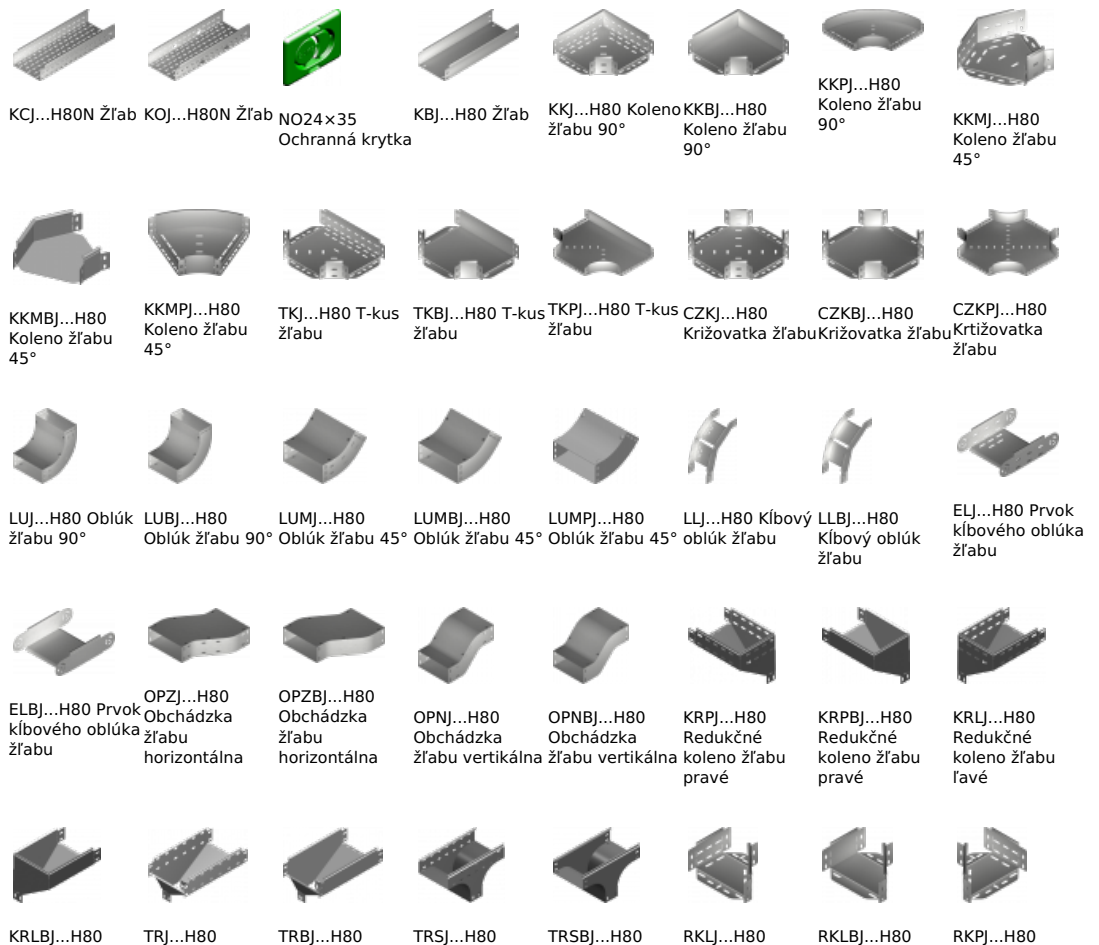 KCJ...H80N Žľab
KOJ...H80N Žľab
NO24×35
Ochranná krytka
KBJ...H80 Žľab
KKJ...H80 Koleno
žľabu 90°
KKBJ...H80
Koleno žľabu
90°
KKPJ...H80
Koleno žľabu
90°
KKMJ...H80
Koleno žľabu
45°
KKMBJ...H80
Koleno žľabu
45°
KKMPJ...H80
Koleno žľabu
45°
TKJ...H80 T-kus
žľabu
TKBJ...H80 T-kus
žľabu
TKPJ...H80 T-kus
žľabu
CZKJ...H80
Križovatka žľabu
CZKBJ...H80
Križovatka žľabu
CZKPJ...H80
Krtižovatka
žľabu
LUJ...H80 Oblúk
žľabu 90°
LUBJ...H80
Oblúk žľabu 90°
LUMJ...H80
Oblúk žľabu 45°
LUMBJ...H80
Oblúk žľabu 45°
LUMPJ...H80
Oblúk žľabu 45°
LLJ...H80 Kĺbový
oblúk žľabu
LLBJ...H80
Kĺbový oblúk
žľabu
ELJ...H80 Prvok
kĺbového oblúka
žľabu
ELBJ...H80 Prvok
kĺbového oblúka
žľabu
OPZJ...H80
Obchádzka
žľabu
horizontálna
OPZBJ...H80
Obchádzka
žľabu
horizontálna
OPNJ...H80
Obchádzka
žľabu vertikálna
OPNBJ...H80
Obchádzka
žľabu vertikálna
KRPJ...H80
Redukčné
koleno žľabu
pravé
KRPBJ...H80
Redukčné
koleno žľabu
pravé
KRLJ...H80
Redukčné
koleno žľabu
ľavé
KRLBJ...H80
TRJ...H80
TRBJ...H80
TRSJ...H80
TRSBJ...H80
RKLJ...H80
RKLBJ...H80
RKPJ...H80